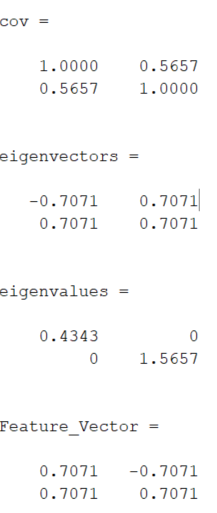 cov =
1.0000 0.5657
0.5657 1.0000
eigenvectors =
-0.7071 0.7071
0.7071 0.7071
eigenvalues =
0.4343 0
0 1.5657
Feature_Vector =
0.7071 -0.7071
0.7071 0.7071